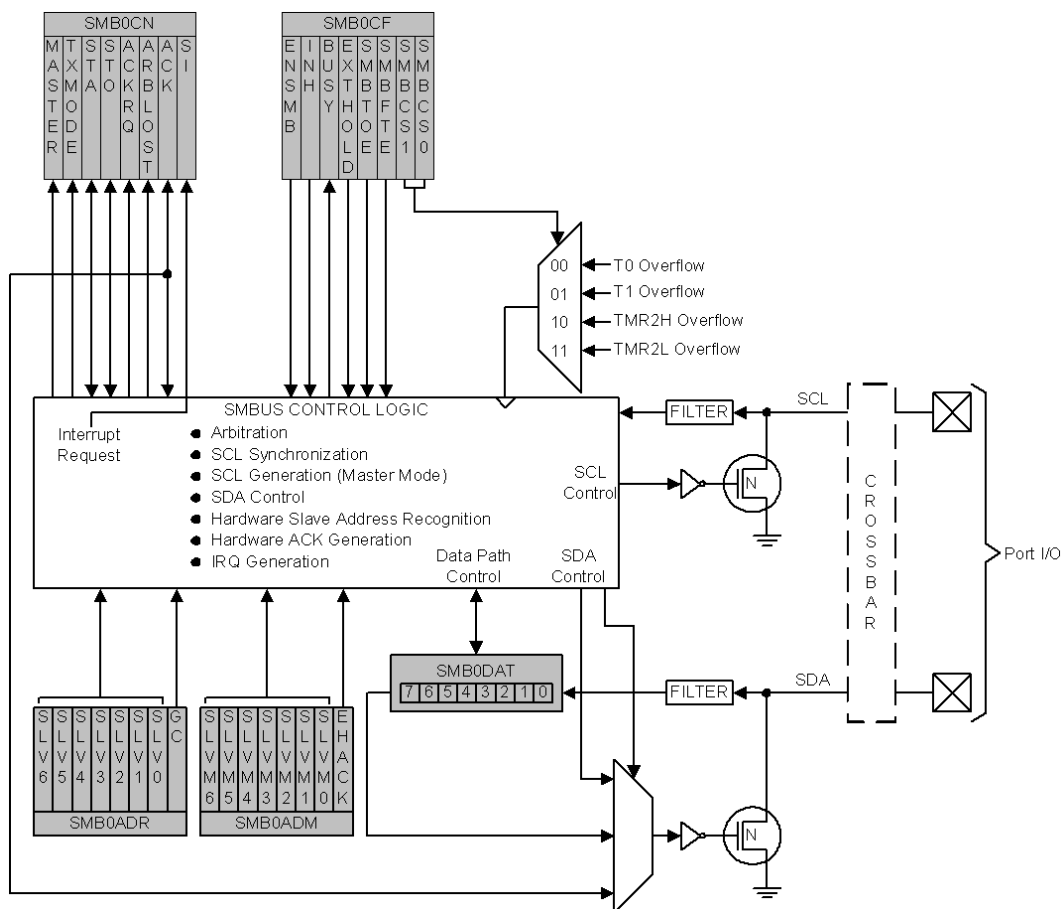 SMB0CN
MASTER
TXMODE
STA
STO
ACKRQ
ARBLOST
ACK
SI
SMB0CF
ENSMB
INH
BUSY
EXTHOLD
SMBTOE
SMBFTE
SMBCS1
SMBCS0
00
T0 Overflow
01
T1 Overflow
10
TMR2H Overflow
11
TMR2L Overflow
SMBUS CONTROL LOGIC
Interrupt
Request
Arbitration
SCL Synchronization
SCL Generation (Master Mode)
SDA Control
Hardware Slave Address Recognition
Hardware ACK Generation
IRQ Generation
SCL
Control
Data Path
Control
SDA
Control
FILTER
SCL
N
CROSSBAR
Port I/O
SMB0DAT
7 6 5 4 3 2 1 0
FILTER
SDA
N
SLV6
SLV5
SLV4
SLV3
SLV2
SLV1
SLV0
GC
SMB0ADR
SLVM6
SLVM5
SLVM4
SLVM3
SLVM2
SLVM1
SLVM0
EHACK
SMB0ADM